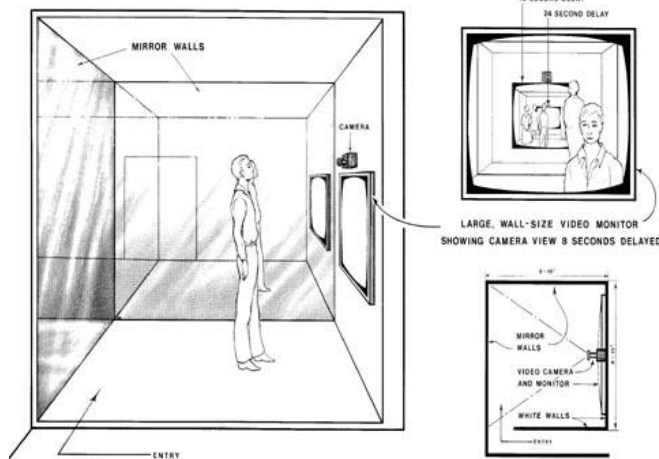 MIRROR WALLS
CAMERA
ENTRY
24 SECOND DELAY
LARGE, WALL-SIZE VIDEO MONITOR
SHOWING CAMERA VIEW 8 SECONDS DELAYED
MIRROR
WALLS
VIDEO CAMERA
AND MONITOR
WHITE WALLS
ENTRY